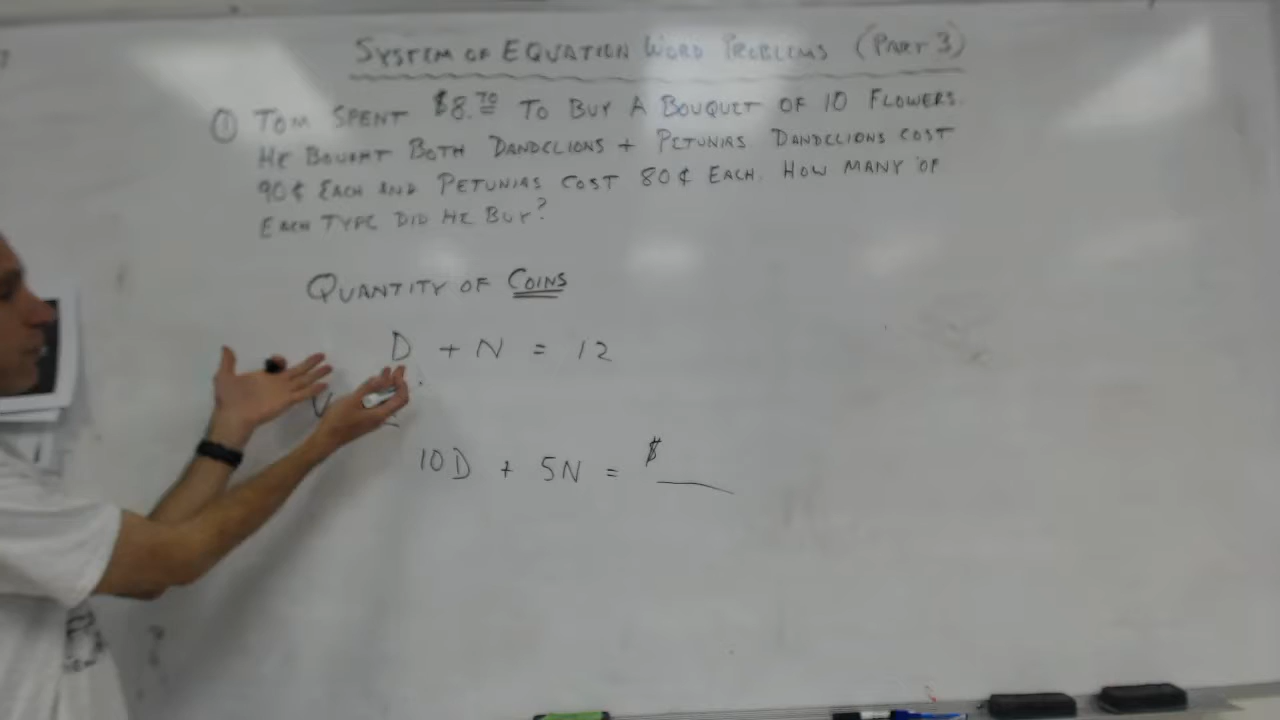 SYSTEM OF EQUATION WORD PROBLEMS (PART 3)
① TOM SPENT $8.70 TO BUY A BOUQUET OF 10 FLOWERS.
HE BOUGHT BOTH DANDELIONS + PETUNIAS DANDELIONS COST
90¢ EACH AND PETUNIAS COST 80¢ EACH. HOW MANY OF
EACH TYPE DID HE BUY?
QUANTITY OF COINS
D + N = 12
10D + 5N = $